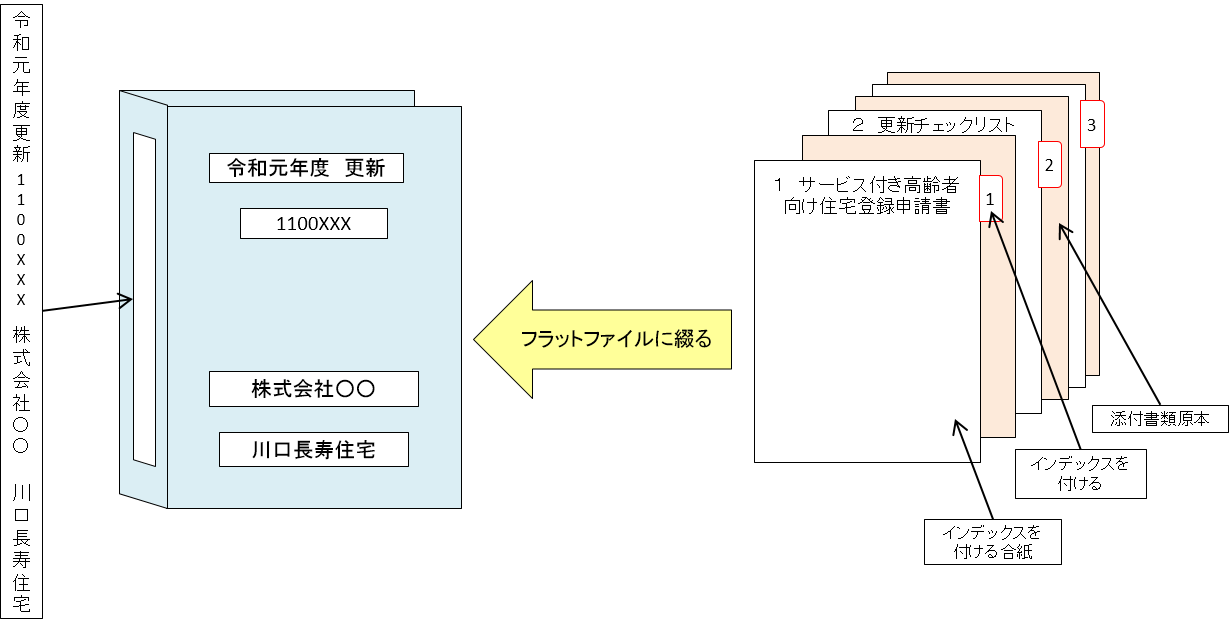 令和元年度更新 1100XXX 株式会社〇〇 川口長寿住宅
令和元年度 更新
1100XXX
株式会社〇〇
川口長寿住宅
フラットファイルに綴る
1 サービス付き高齢者
向け住宅登録申請書
1
2 更新チェックリスト
2
3
添付書類原本
インデックスを
付ける
インデックスを
付ける合紙